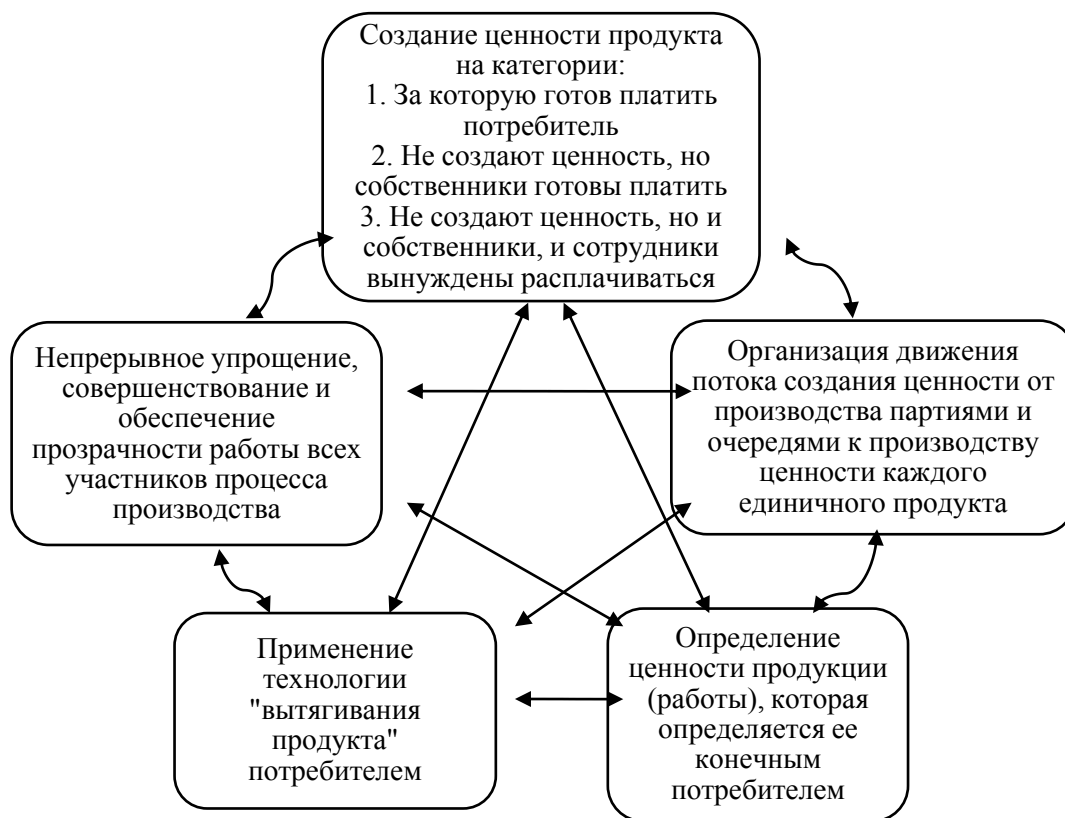 Создание ценности продукта
на категории:
1. За которую готов платить
потребитель
2. Не создают ценность, но
собственники готовы платить
3. Не создают ценность, но и
собственники, и сотрудники
вынуждены расплачиваться
Непрерывное упрощение,
совершенствование и
обеспечение
прозрачности работы всех
участников процесса
производства
Организация движения
потока создания ценности от
производства партиями и
очередями к производству
ценности каждого
единичного продукта
Применение
технологии
"вытягивания
продукта"
потребителем
Определение
ценности продукции
(работы), которая
определяется ее
конечным
потребителем